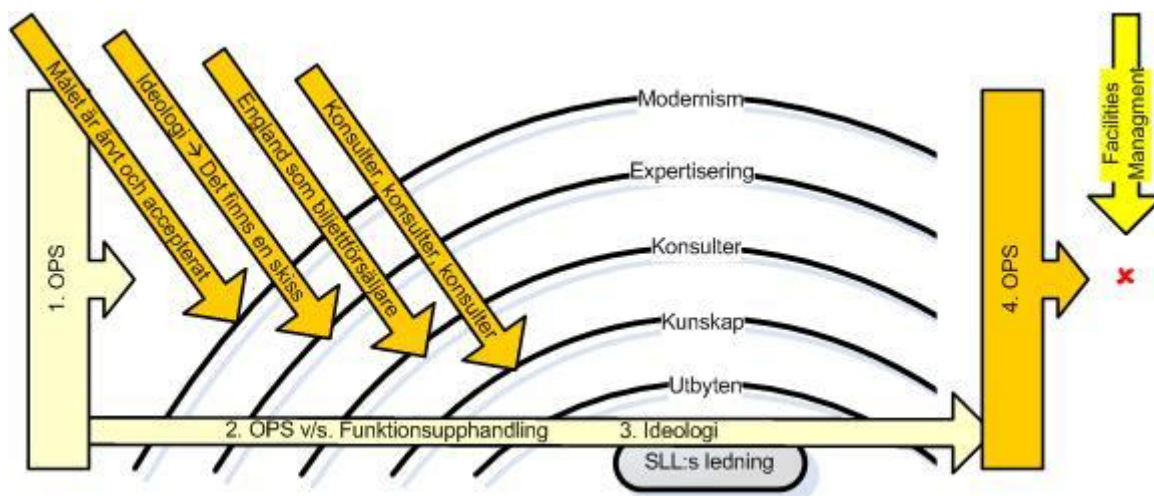 Målet är ärvt och accepterat
Ideologi → Det finns en skiss
England som biljettförsäljare
Konsulter, konsulter, konsulter
Modernism
Expertisering
Konsulter
Kunskap
Utbyten
1. OPS
2. OPS v/s. Funktionsupphandling
3. Ideologi
SLL:s ledning
4. OPS
Facilities
Managment